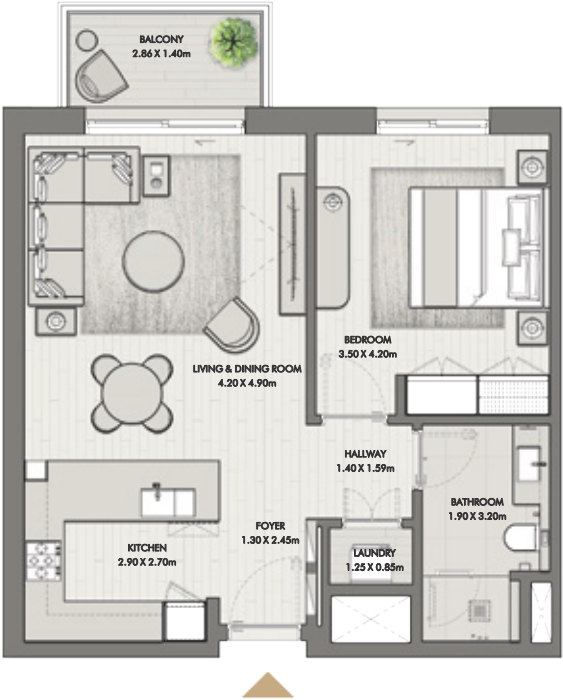 BALCONY
2.86 X 1.40m
BEDROOM
3.50 X 4.20m
LIVING & DINING ROOM
4.20 X 4.90m
HALLWAY
1.40 X 1.59m
BATHROOM
1.90 X 3.20m
FOYER
1.30 X 2.45m
KITCHEN
2.90 X 2.70m
LAUNDRY
1.25 X 0.85m